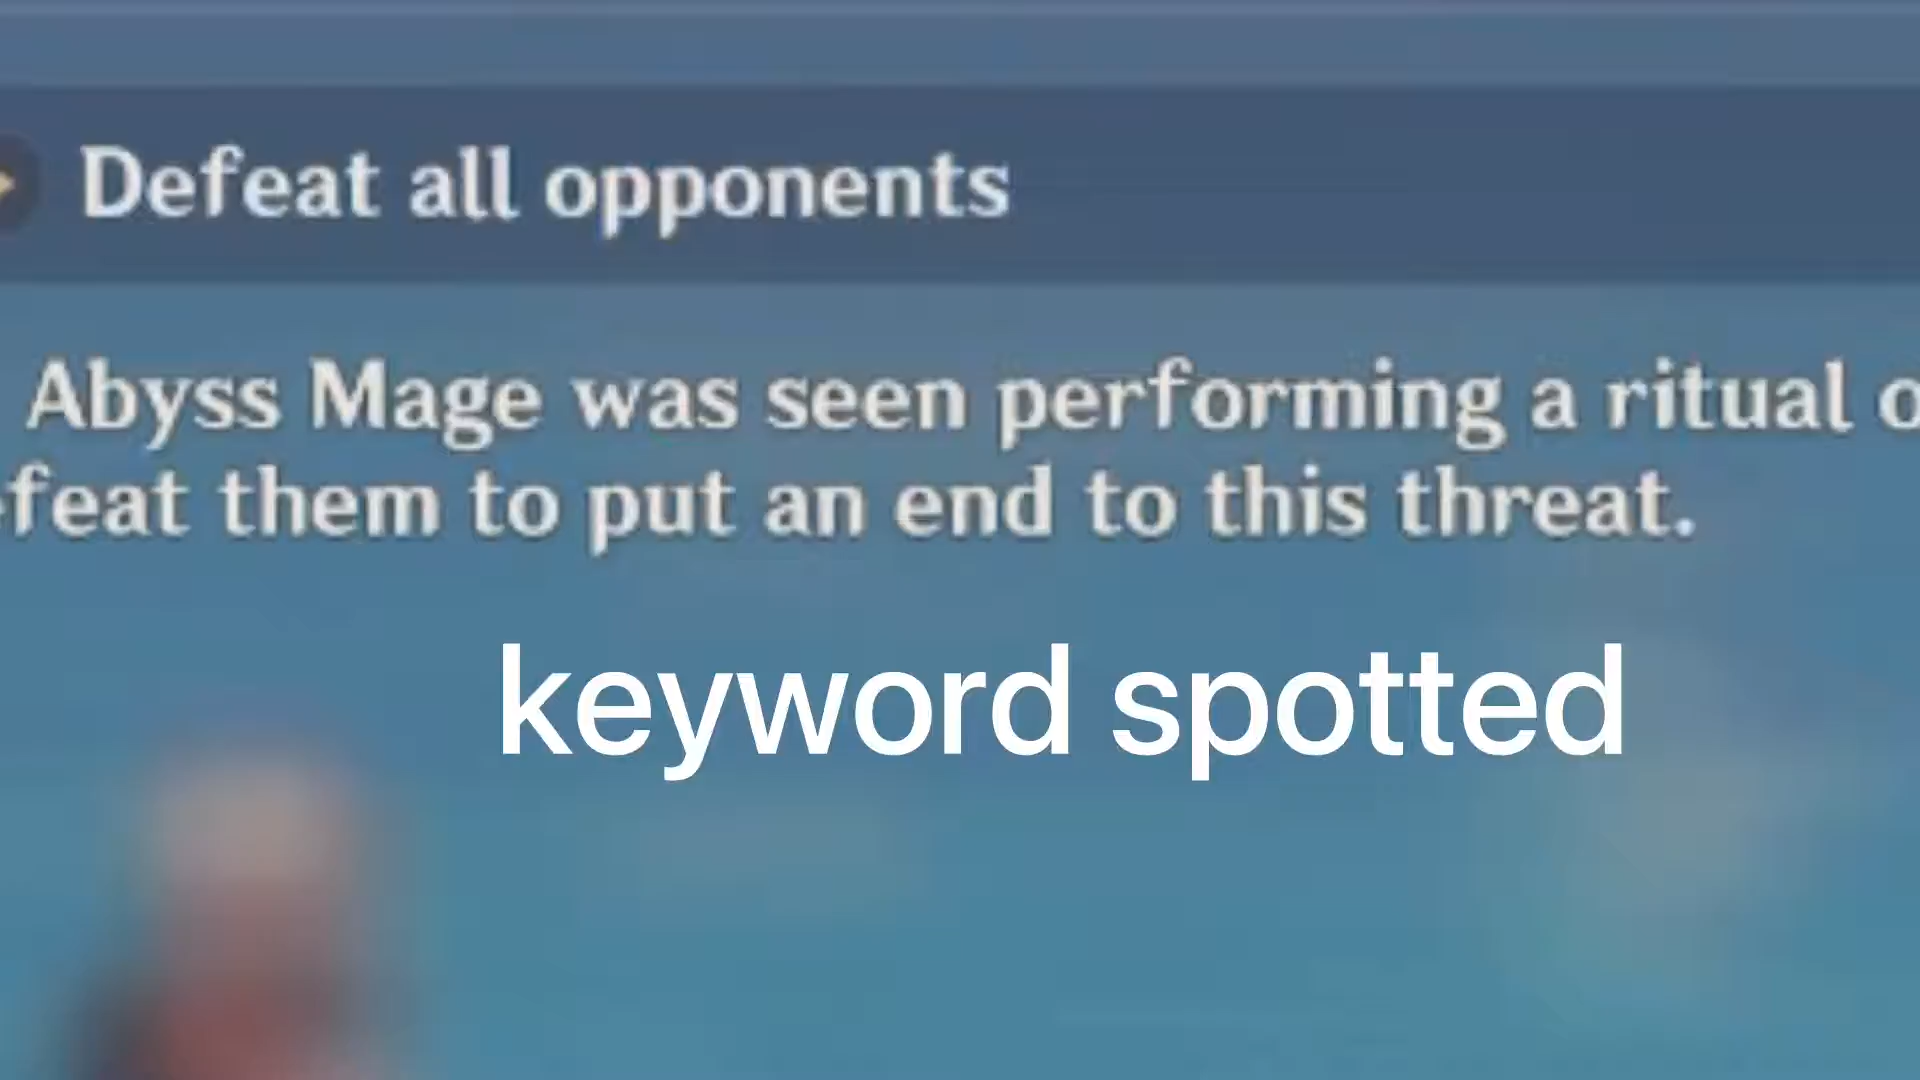 Defeat all opponents
Abyss Mage was seen performing a ritual
them to put an end to this threat.
keyword spotted